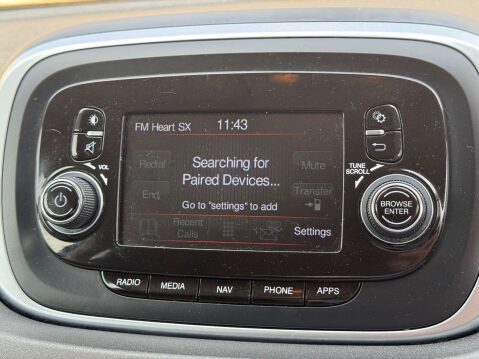 FM Heart SX 11:43
Redial Searching for Mute
Paired Devices...
End Transfer
Go to "settings" to add
Recent
Calls Settings
VOL
TUNE
SCROLL
BROWSE
ENTER
RADIO MEDIA NAV PHONE APPS